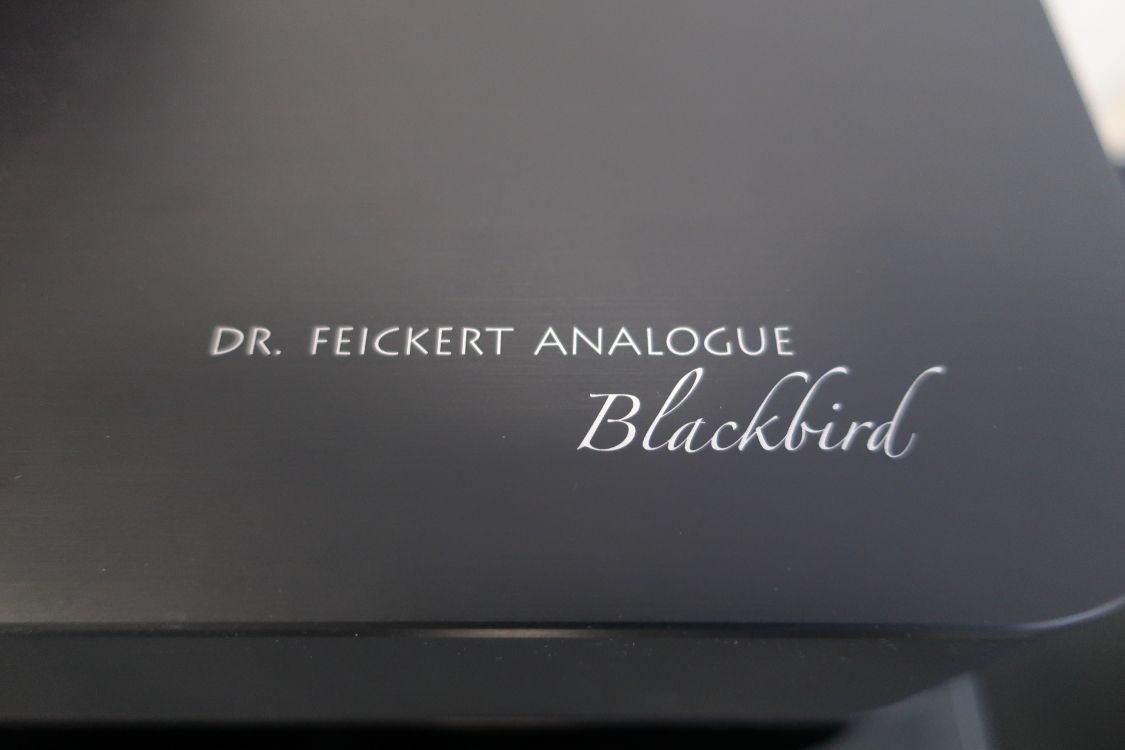 DR. FEICKERT ANALOGUE
Blackbird